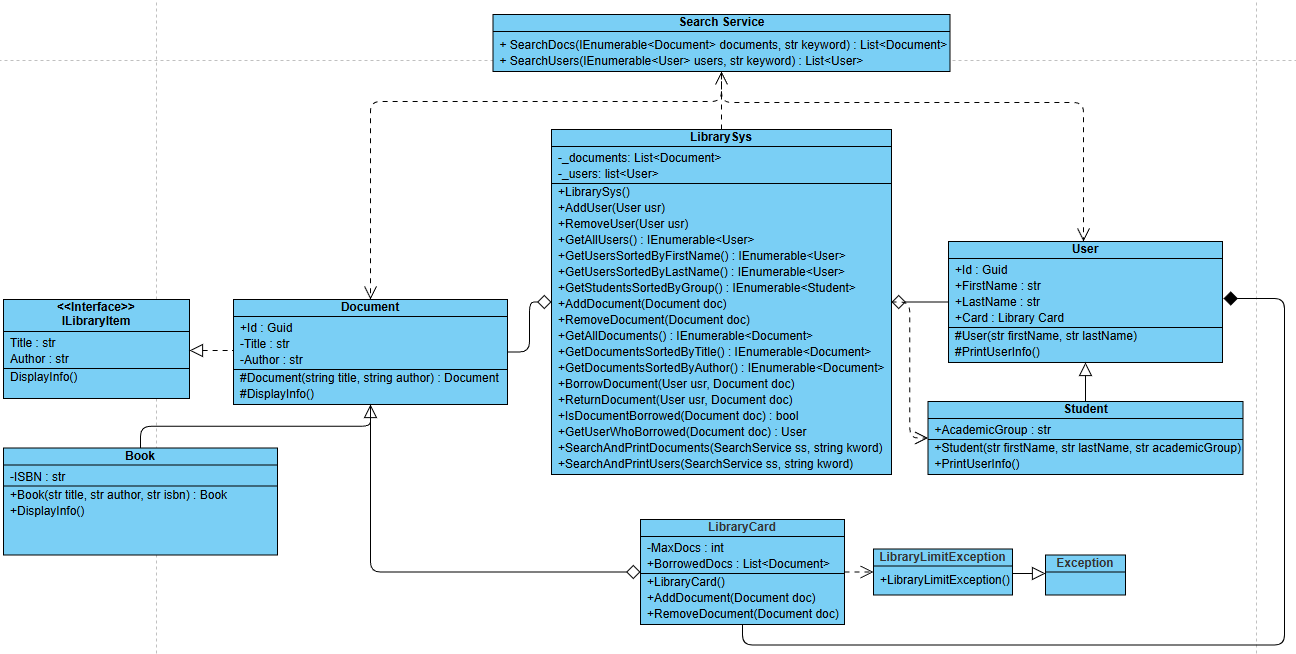 Search Service
+ SearchDocs(IEnumerable<Document> documents, str keyword) : List<Document>
+ SearchUsers(IEnumerable<User> users, str keyword) : List<User>
LibrarySys
-_documents: List<Document>
-_users: list<User>
+LibrarySys()
+AddUser(User usr)
+RemoveUser(User usr)
+GetAllUsers() : IEnumerable<User>
+GetUsersSortedByFirstName() : IEnumerable<User>
+GetUsersSortedByLastName() : IEnumerable<User>
+GetStudentsSortedByGroup() : IEnumerable<Student>
+AddDocument(Document doc)
+RemoveDocument(Document doc)
+GetAllDocuments() : IEnumerable<Document>
+GetDocumentsSortedByTitle() : IEnumerable<Document>
+GetDocumentsSortedByAuthor() : IEnumerable<Document>
+BorrowDocument(User usr, Document doc)
+ReturnDocument(User usr, Document doc)
+IsDocumentBorrowed(Document doc) : bool
+GetUserWhoBorrowed(Document doc) : User
+SearchAndPrintDocuments(SearchService ss, string kword)
+SearchAndPrintUsers(SearchService ss, string kword)
User
+Id : Guid
+FirstName : str
+LastName : str
+Card : Library Card
#User(str firstName, str lastName)
#PrintUserInfo()
<<Interface>>
ILibraryItem
Title : str
Author : str
DisplayInfo()
Document
+Id : Guid
-Title : str
-Author : str
#Document(string title, string author) : Document
#DisplayInfo()
Student
+AcademicGroup : str
+Student(str firstName, str lastName, str academicGroup)
+PrintUserInfo()
Book
-ISBN : str
+Book(str title, str author, str isbn) : Book
+DisplayInfo()
LibraryCard
-MaxDocs : int
+BorrowedDocs : List<Document>
+LibraryCard()
+AddDocument(Document doc)
+RemoveDocument(Document doc)
LibraryLimitException
+LibraryLimitException()
Exception